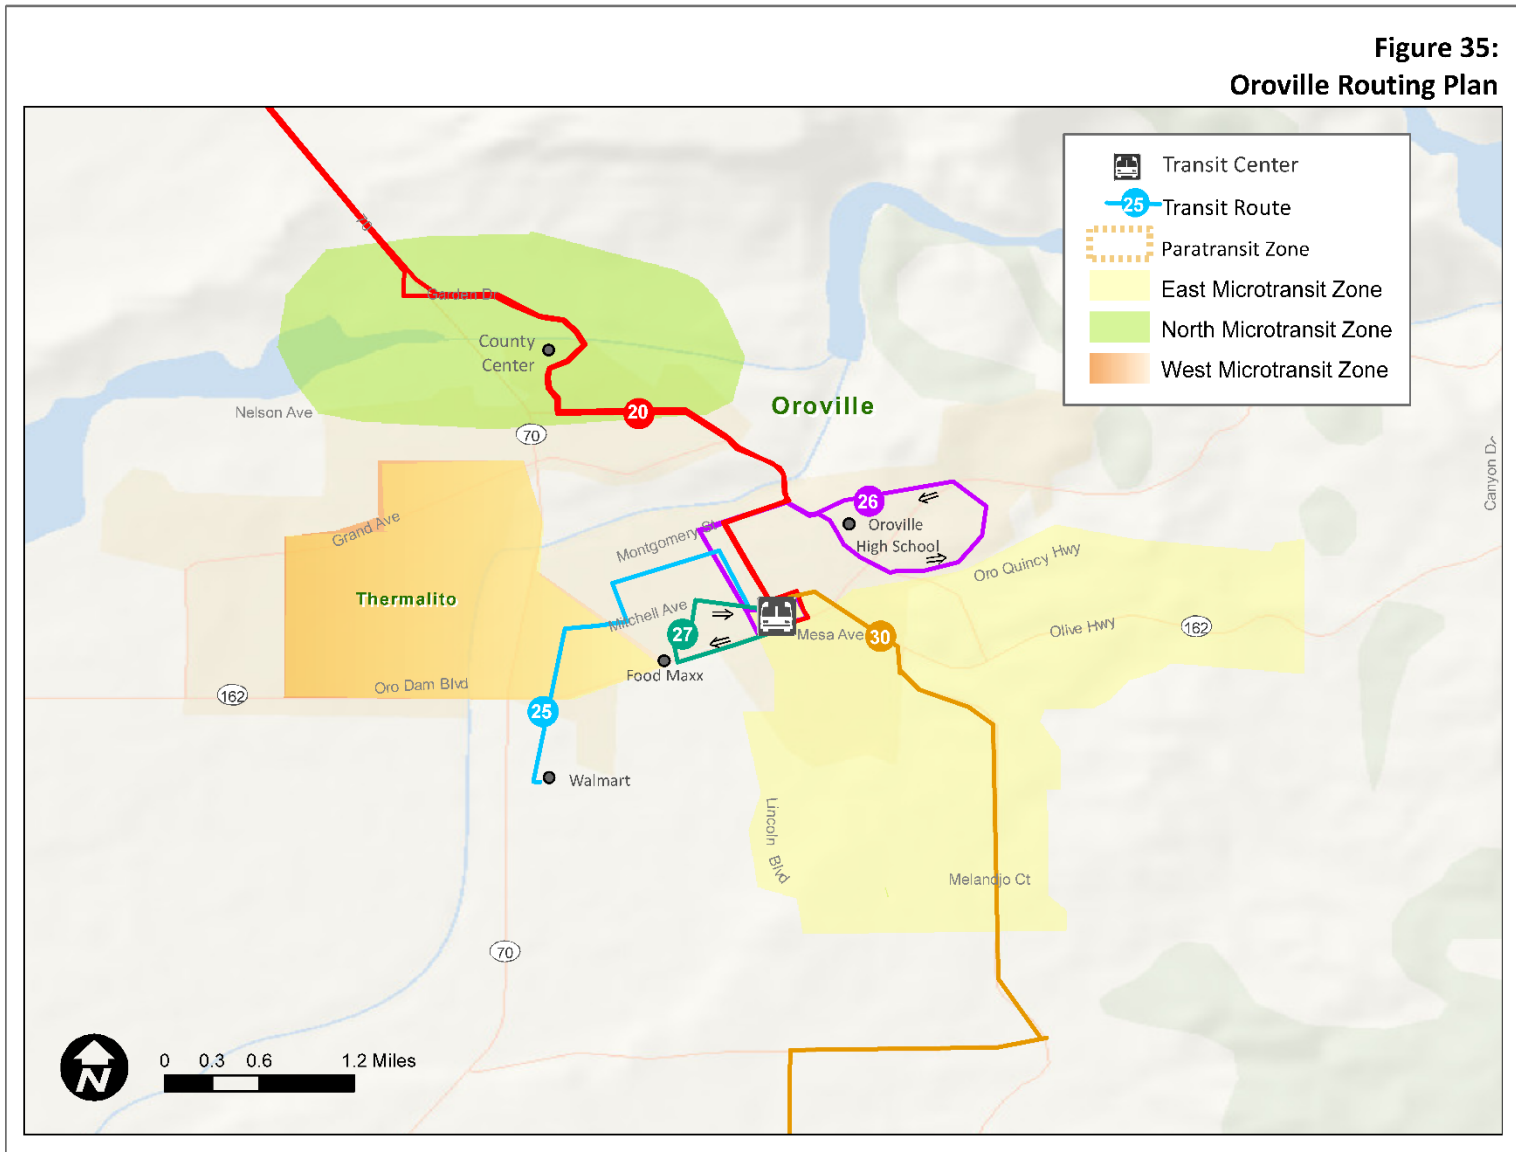 Figure 35:
Oroville Routing Plan
Transit Center
25
Transit Route
Paratransit Zone
East Microtransit Zone
North Microtransit Zone
West Microtransit Zone
70
Garden Dr
County
Center
Nelson Ave
20
Oroville
70
Canyon Dr
26
Oroville
High School
Grand Ave
Montgomery St
Oro Quincy Hwy
Thermalito
Mitchell Ave
27
Mesa Ave
30
Olive Hwy
162
Food Maxx
Oro Dam Blvd
162
25
Walmart
Lincoln Blvd
Melandjo Ct
70
N
0 0.3 0.6 1.2 Miles